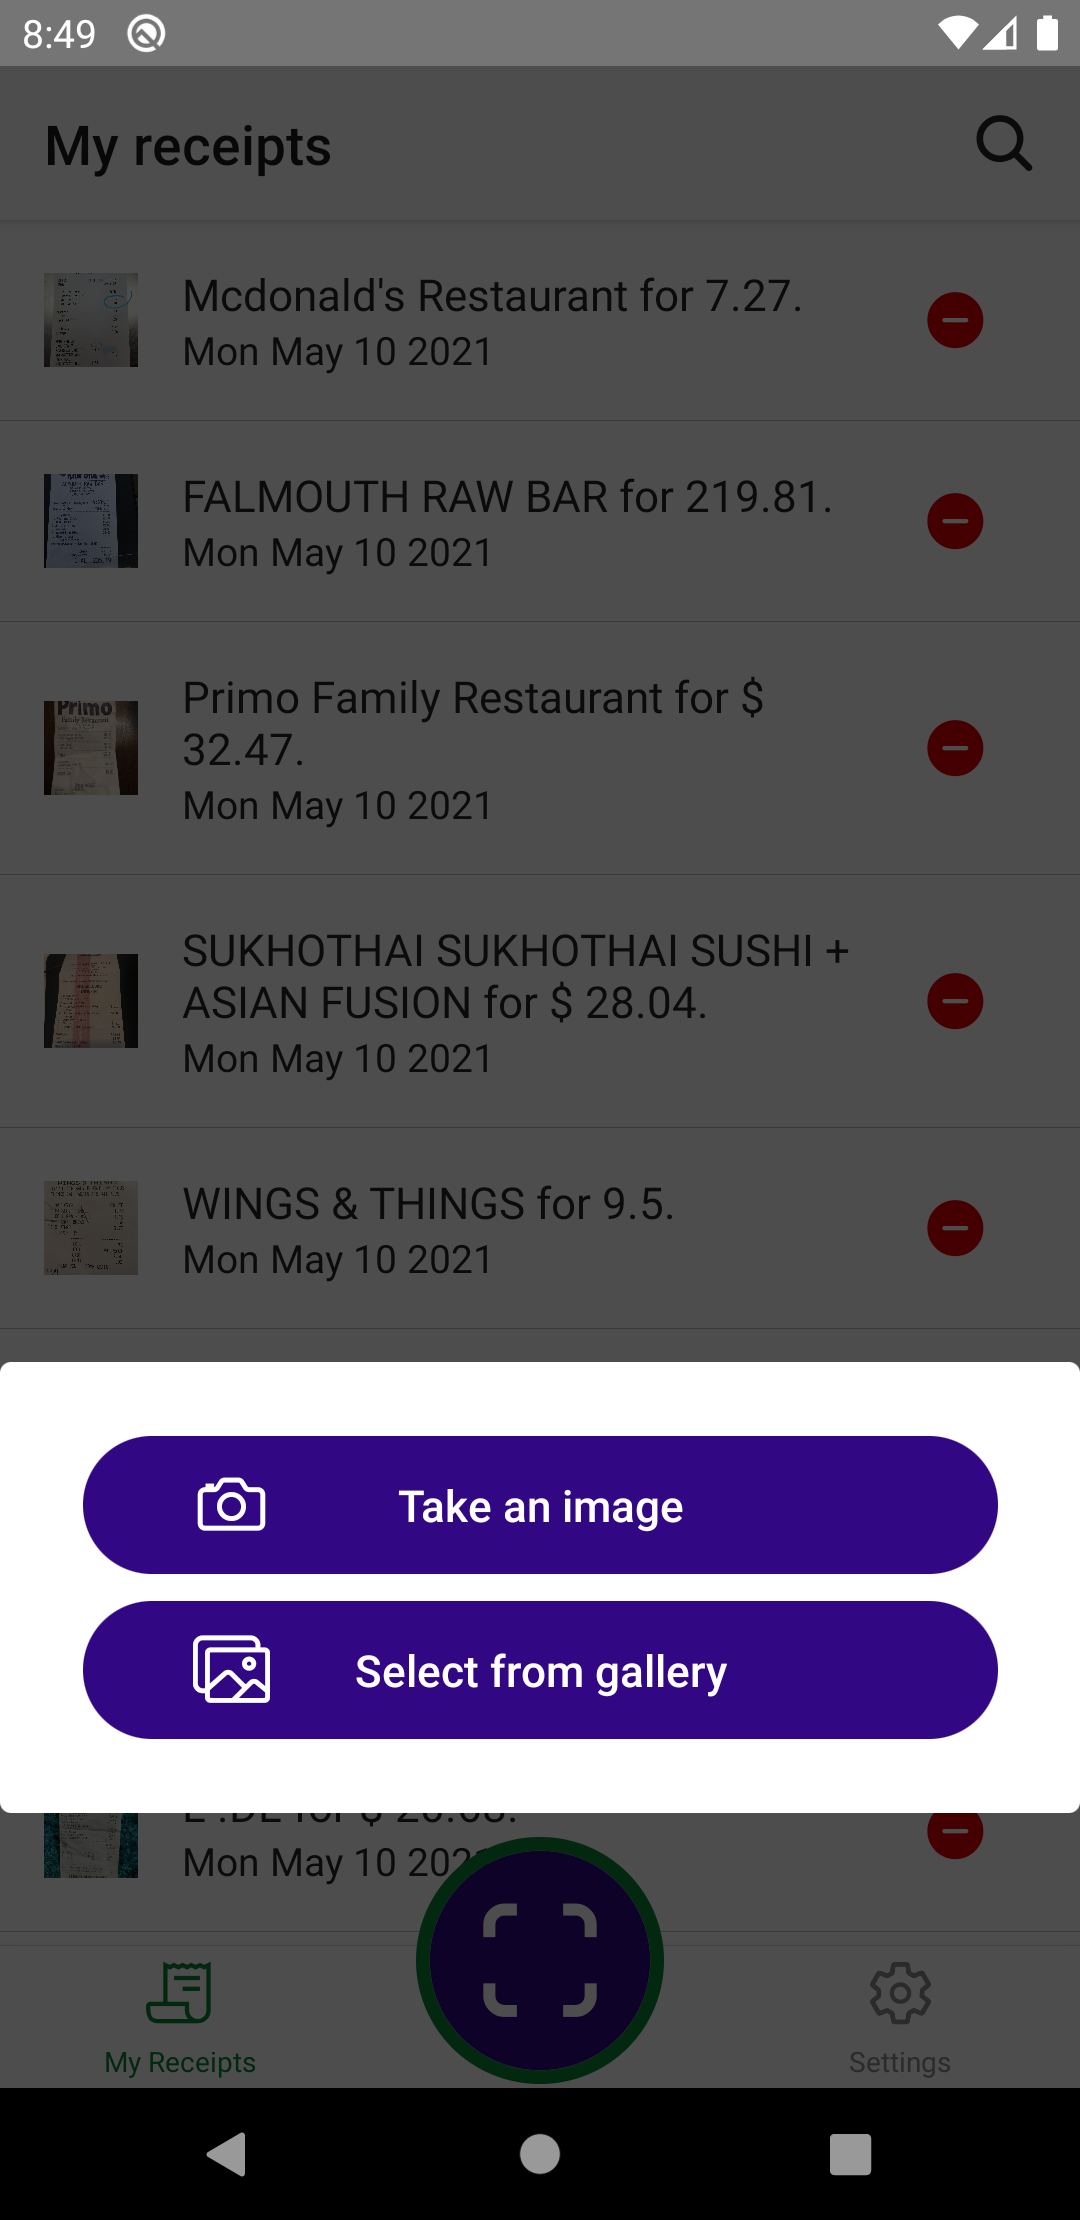 8:49
My receipts
Mcdonald's Restaurant for 7.27.
Mon May 10 2021
FALMOUTH RAW BAR for 219.81.
Mon May 10 2021
Primo Family Restaurant for $
32.47.
Mon May 10 2021
SUKHOTHAI SUKHOTHAI SUSHI +
ASIAN FUSION for $ 28.04.
Mon May 10 2021
WINGS & THINGS for 9.5.
Mon May 10 2021
Take an image
Select from gallery
Mon May 10
My Receipts
Settings